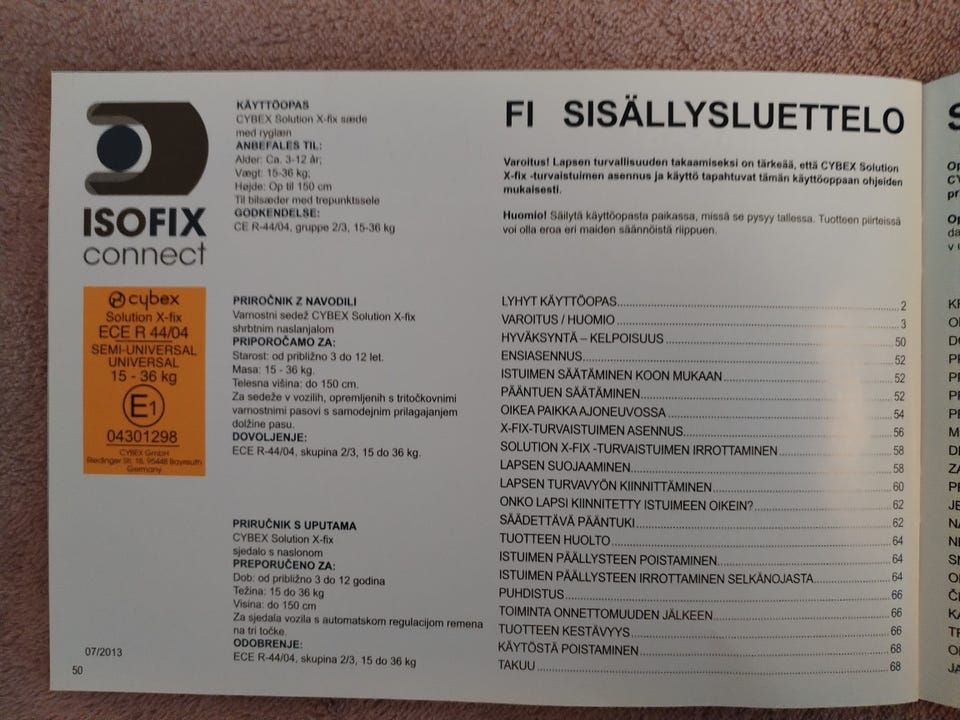 ISOFIX
connect
cybex
Solution X-fix
ECE R 44/04
SEMI-UNIVERSAL
UNIVERSAL
15 - 36 kg
E1
04301298
CYBEX GmbH
Riedinger Str. 18, 95448 Bayreuth
Germany
07/2013
50
KÄYTTÖOPAS
CYBEX Solution X-fix sæde
med ryglæn
ANBEFALES TIL:
Alder: Ca. 3-12 år;
Vægt: 15-36 kg;
Højde: Op til 150 cm
Til bilsæder med trepunktssele
GODKENDELSE:
CE R-44/04, gruppe 2/3, 15-36 kg
PRIROČNIK Z NAVODILI
Varnostni sedež CYBEX Solution X-fix
s hrbtnim naslanjalom
PRIPOROČAMO ZA:
Starost: od približno 3 do 12 let.
Masa: 15 - 36 kg.
Telesna višina: do 150 cm.
Za sedeže v vozilih, opremljenih s tritočkovnimi
varnostnimi pasovi s samodejnim prilagajanjem
dolžine pasu.
DOVOLJENJE:
ECE R-44/04, skupina 2/3, 15 do 36 kg.
PRIRUČNIK S UPUTAMA
CYBEX Solution X-fix
sjedalo s naslonom
PREPORUČENO ZA:
Dob: od približno 3 do 12 godina
Težina: 15 do 36 kg
Visina: do 150 cm
Za sjedala vozila s automatskom regulacijom remena
na tri točke.
ODOBRENJE:
ECE R-44/04, skupina 2/3, 15 do 36 kg
FI SISÄLLYSLUETTELO
Varoitus! Lapsen turvallisuuden takaamiseksi on tärkeää, että CYBEX Solution
X-fix -turvaistuimen asennus ja käyttö tapahtuvat tämän käyttöoppaan ohjeiden
mukaisesti.
Huomio! Säilytä käyttöopasta paikassa, missä se pysyy tallessa. Tuotteen piirteissä
voi olla eroa eri maiden säännöistä riippuen.
LYHYT KÄYTTÖOPAS 2
VAROITUS / HUOMIO 3
HYVÄKSYNTÄ – KELPOISUUS 50
ENSIASENNUS 52
ISTUIMEN SÄÄTÄMINEN KOON MUKAAN 52
PÄÄNTUEN SÄÄTÄMINEN 52
OIKEA PAIKKA AJONEUVOSSA 54
X-FIX-TURVAISTUIMEN ASENNUS 56
SOLUTION X-FIX -TURVAISTUIMEN IRROTTAMINEN 58
LAPSEN SUOJAAMINEN 58
LAPSEN TURVAVYÖN KIINNITTÄMINEN 60
ONKO LAPSI KIINNITETTY ISTUIMEEN OIKEIN? 62
SÄÄDETTÄVÄ PÄÄNTUKI 62
TUOTTEEN HUOLTO 64
ISTUIMEN PÄÄLLYSTEEN POISTAMINEN 64
ISTUIMEN PÄÄLLYSTEEN IRROTTAMINEN SELKÄNOJASTA 64
PUHDISTUS 66
TOIMINTA ONNETTOMUUDEN JÄLKEEN 66
TUOTTEEN KESTÄVYYS 66
KÄYTÖSTÄ POISTAMINEN 68
TAKUU 68